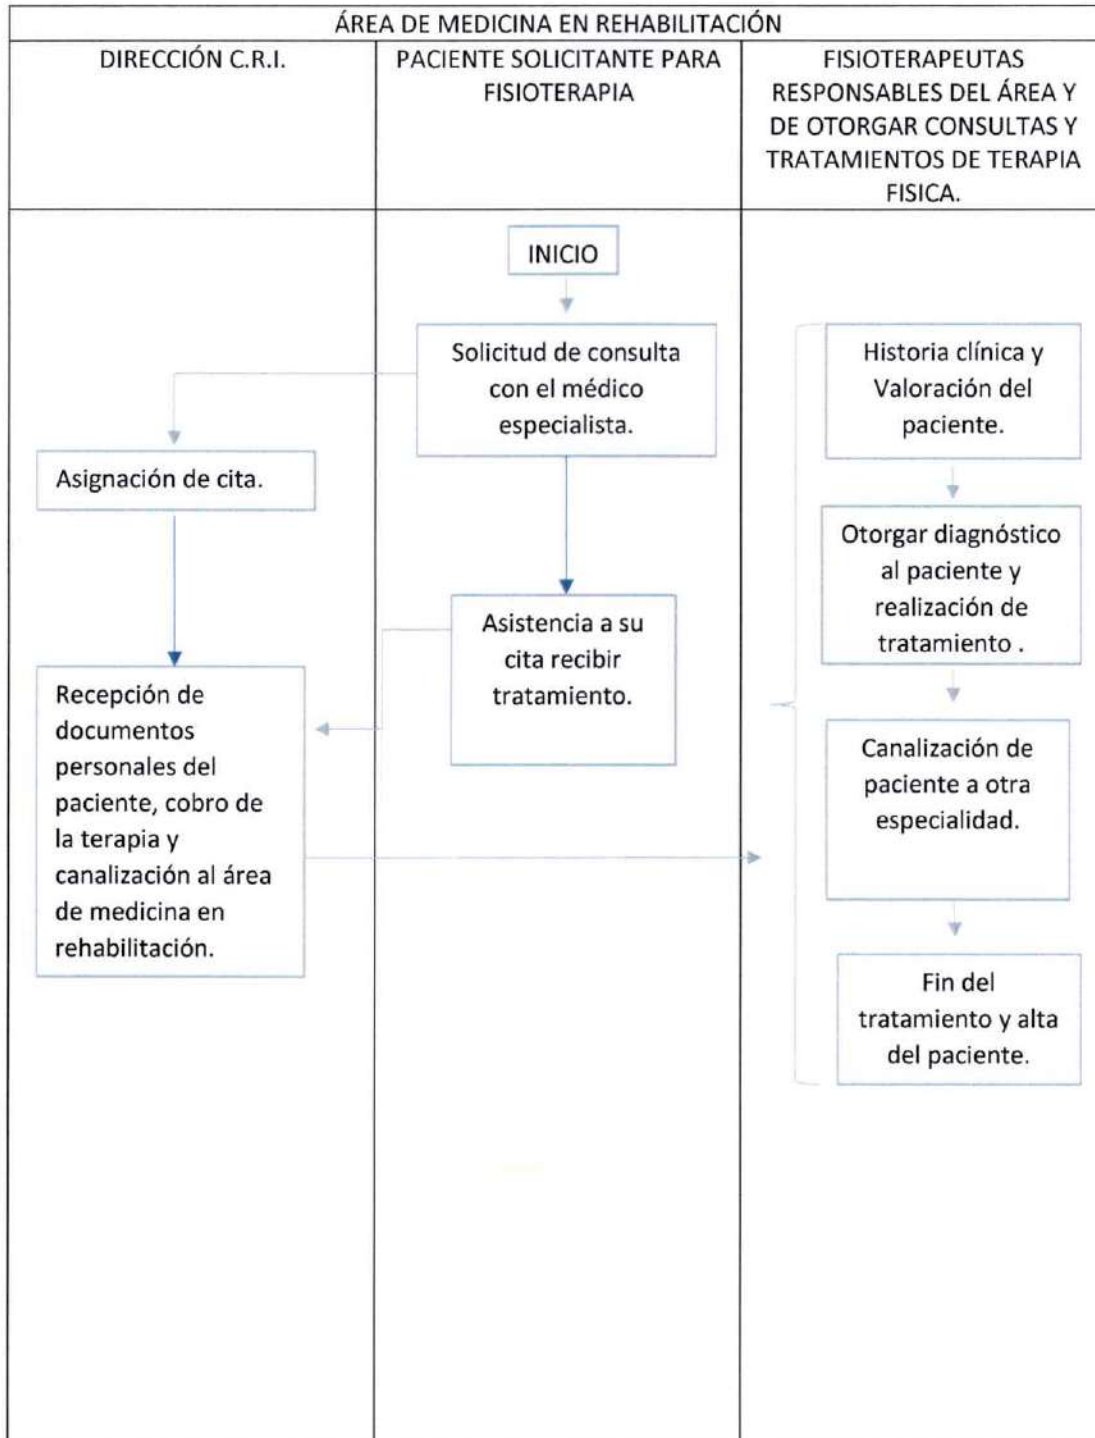 ÁREA DE MEDICINA EN REHABILITACIÓN
DIRECCIÓN C.R.I.
PACIENTE SOLICITANTE PARA
FISIOTERAPIA
FISIOTERAPEUTAS
RESPONSABLES DEL ÁREA Y
DE OTORGAR CONSULTAS Y
TRATAMIENTOS DE TERAPIA
FISICA.
INICIO
Solicitud de consulta
con el médico
especialista.
Asignación de cita.
Asistencia a su
cita recibir
tratamiento.
Recepción de
documentos
personales del
paciente, cobro de
la terapia y
canalización al área
de medicina en
rehabilitación.
Historia clínica y
Valoración del
paciente.
Otorgar diagnóstico
al paciente y
realización de
tratamiento .
Canalización de
paciente a otra
especialidad.
Fin del
tratamiento y alta
del paciente.